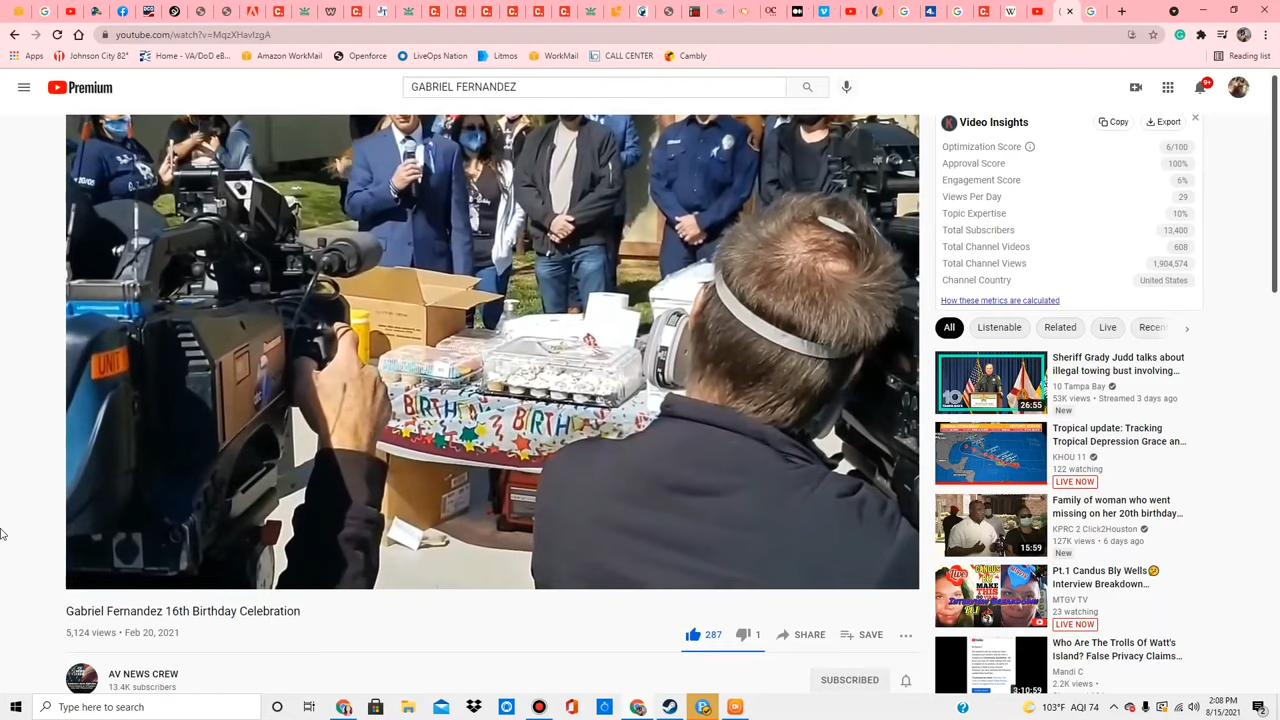 youtube.com/watch?v=MqzXHavIzgA
Apps Johnson City 82° Home - VA/DoD eB... Amazon WorkMail Openforce LiveOps Nation Litmos WorkMail CALL CENTER Cambly Reading list
Premium GABRIEL FERNANDEZ 9+
Video Insights Copy Export
Optimization Score 6/100
Approval Score 100%
Engagement Score 6%
Views Per Day 29
Topic Expertise 10%
Total Subscribers 13,400
Total Channel Videos 608
Total Channel Views 1,904,574
Channel Country United States
How these metrics are calculated
All Listenable Related Live Recen
BIRTH
BIRTH
Sheriff Grady Judd talks about
illegal towing bust involving...
10 Tampa Bay
53K views • Streamed 3 days ago
New
26:55
Tropical update: Tracking
Tropical Depression Grace an...
KHOU 11
122 watching
LIVE NOW
Family of woman who went
missing on her 20th birthday...
KPRC 2 Click2Houston
127K views • 6 days ago
New
15:59
Pt.1 Candus Bly Wells
Interview Breakdown...
MTGV TV
23 watching
LIVE NOW
Who Are The Trolls Of Watt's
Island? False Privacy Claims...
Mandi C
2.2K views •
3:10:59
Gabriel Fernandez 16th Birthday Celebration
5,124 views • Feb 20, 2021
287 1 SHARE SAVE
NEWS CREW
13.4K subscribers
SUBSCRIBED
Type here to search
103°F AQI 74
2:08 PM
8/15/2021